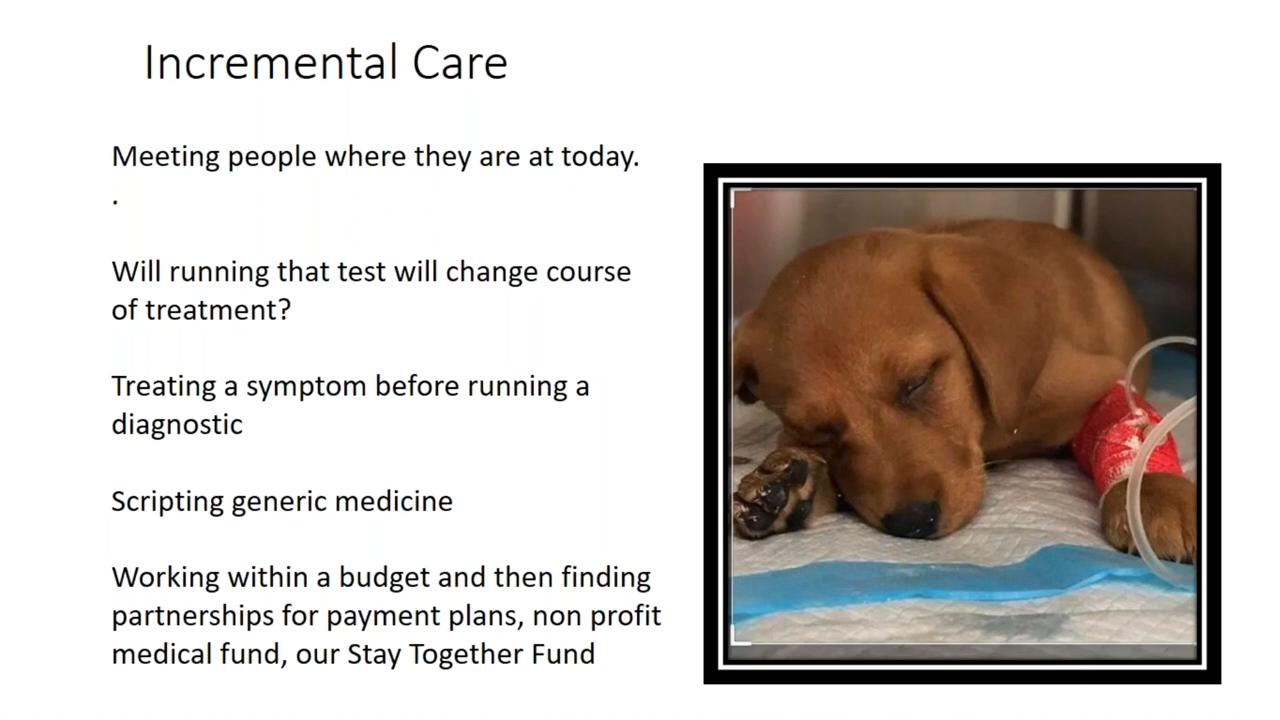 Incremental Care
Meeting people where they are at today.
.
Will running that test will change course
of treatment?
Treating a symptom before running a
diagnostic
Scripting generic medicine
Working within a budget and then finding
partnerships for payment plans, non profit
medical fund, our Stay Together Fund